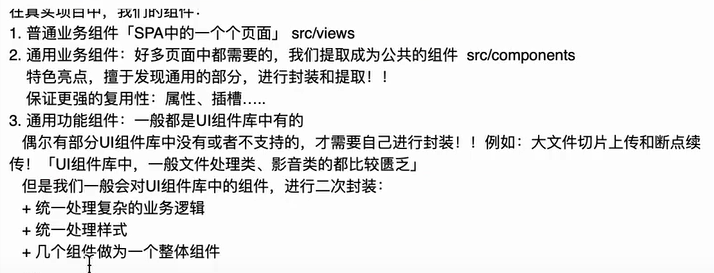 在真实项目中，我们的组件：
1. 普通业务组件「SPA中的一个个页面」 src/views
2. 通用业务组件：好多页面中都需要的，我们提取成为公共的组件 src/components
特色亮点，擅于发现通用的部分，进行封装和提取！！
保证更强的复用性：属性、插槽.....
3. 通用功能组件：一般都是UI组件库中有的
偶尔有部分UI组件库中没有或者不支持的，才需要自己进行封装！！例如：大文件切片上传和断点续
传！「UI组件库中，一般文件处理类、影音类的都比较匮乏」
但是我们一般会对UI组件库中的组件，进行二次封装：
+ 统一处理复杂的业务逻辑
+ 统一处理样式
+ 几个组件做为一个整体组件